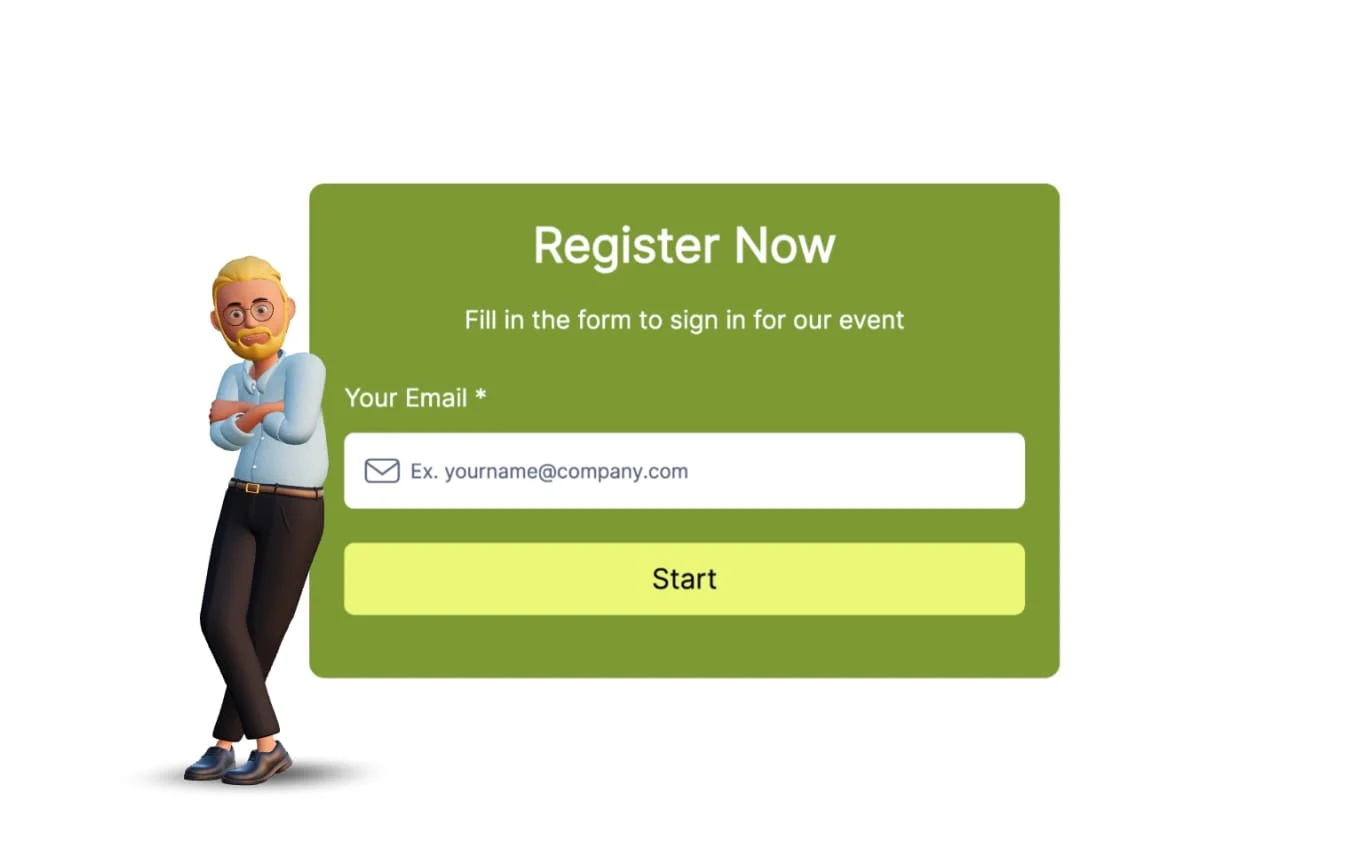 Register Now
Fill in the form to sign in for our event
Your Email *
Ex. yourname@company.com
Start